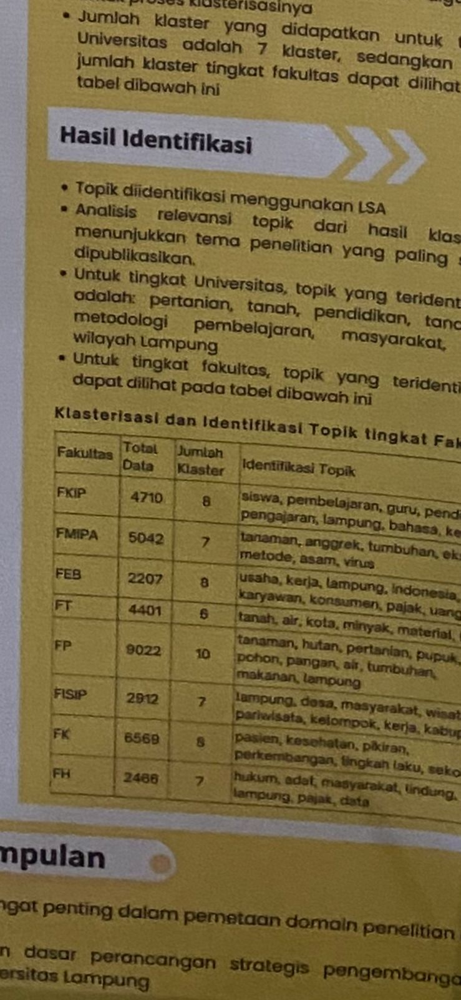 klasterisasinya
• Jumlah klaster yang didapatkan untuk
Universitas adalah 7 klaster, sedangkan
jumlah klaster tingkat fakultas dapat dilihat
tabel dibawah ini
Hasil Identifikasi
• Topik diidentifikasi menggunakan LSA
• Analisis relevansi topik dari hasil klas
menunjukkan tema penelitian yang paling
dipublikasikan.
• Untuk tingkat Universitas, topik yang terident
adalah: pertanian, tanah, pendidikan, tana
metodologi pembelajaran, masyarakat,
wilayah Lampung
• Untuk tingkat fakultas, topik yang teridenti
dapat dilihat pada tabel dibawah ini
Klasterisasi dan Identifikasi Topik tingkat Fak
Fakultas Total Data Jumlah Klaster Identifikasi Topik
FKIP 4710 8 siswa, pembelajaran, guru, pendi
pengajaran, lampung, bahasa, ke
FMIPA 5042 7 tanaman, anggrek, tumbuhan, eks
metode, asam, virus
FEB 2207 8 usaha, kerja, lampung, indonesia,
karyawan, konsumen, pajak, uang
FT 4401 6 tanah, air, kota, minyak, material,
FP 9022 10 tanaman, hutan, pertanian, pupuk,
pohon, pangan, air, tumbuhan,
makanan, lampung
FISIP 2912 7 lampung, desa, masyarakat, wisat
pariwisata, kelompok, kerja, kabup
FK 6569 pasien, kesehatan, pikiran,
perkembangan, tingkah laku, seko
FH 2466 7 hukum, adat, masyarakat, lindung,
lampung, pajak, data
mpulan
ngat penting dalam pemetaan domain penelitian
n dasar perancangan strategis pengembanga
ersitas Lampung